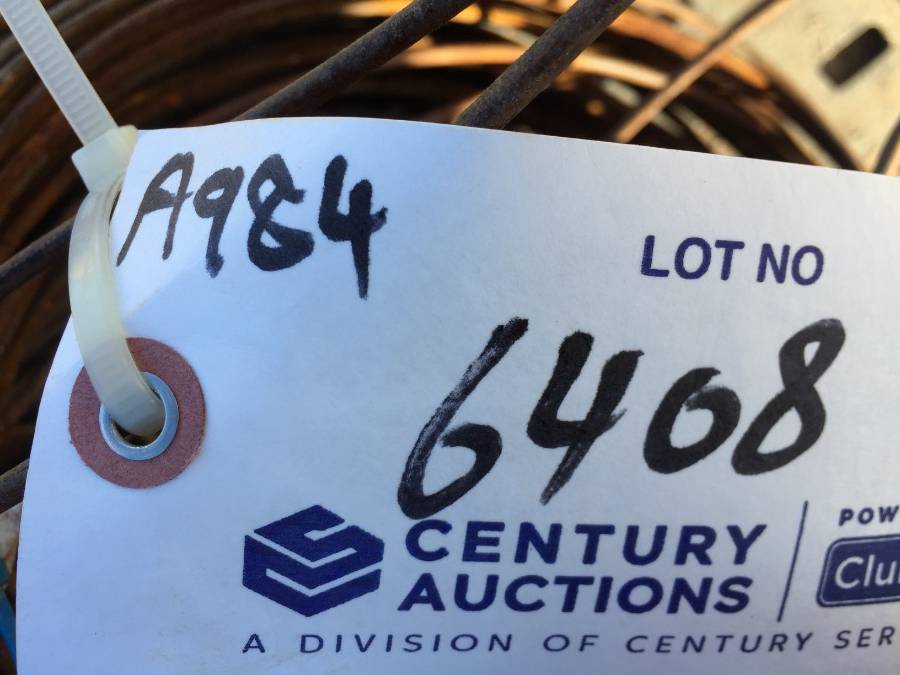 A984
LOT NO
6408
CENTURY
AUCTIONS
POW
Clu
A DIVISION OF CENTURY SER